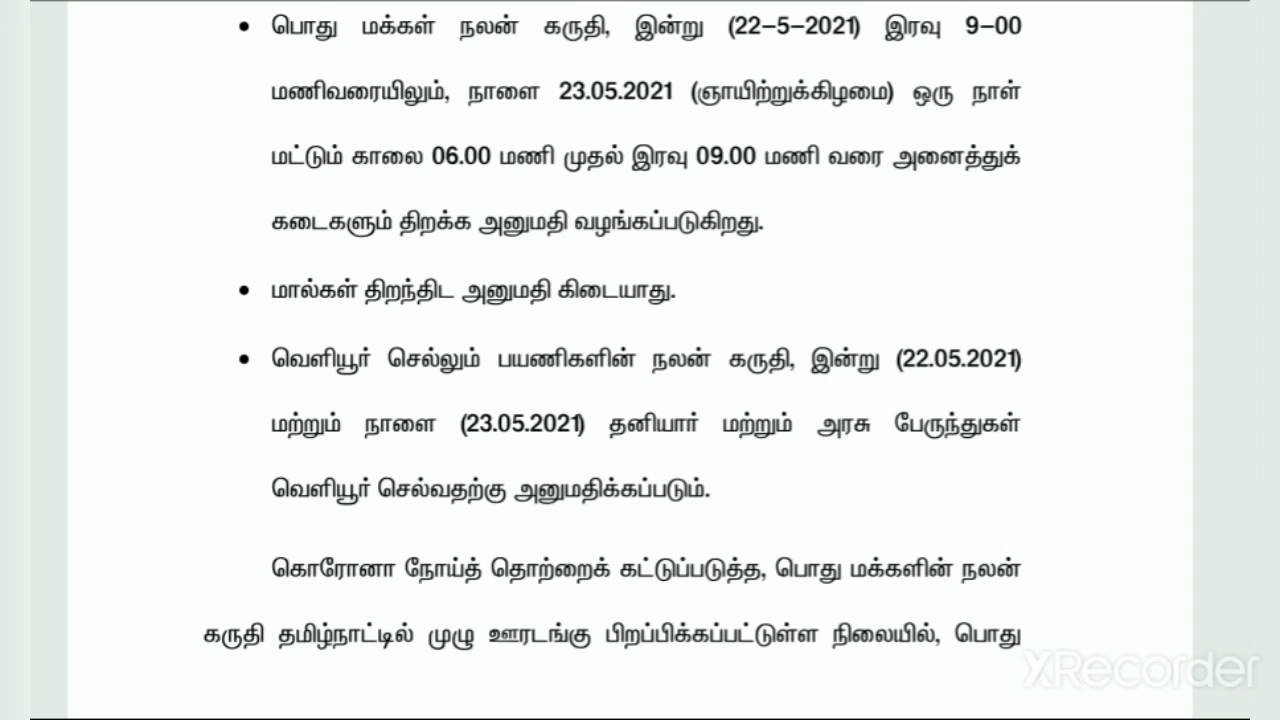 • பொது மக்கள் நலன் கருதி, இன்று (22–5–2021) இரவு 9–00
மணிவரையிலும், நாளை 23.05.2021 (ஞாயிற்றுக்கிழமை) ஒரு நாள்
மட்டும் காலை 06.00 மணி முதல் இரவு 09.00 மணி வரை அனைத்துக்
கடைகளும் திறக்க அனுமதி வழங்கப்படுகிறது.
• மால்கள் திறந்திட அனுமதி கிடையாது.
• வெளியூர் செல்லும் பயணிகளின் நலன் கருதி, இன்று (22.05.2021)
மற்றும் நாளை (23.05.2021) தனியார் மற்றும் அரசு பேருந்துகள்
வெளியூர் செல்வதற்கு அனுமதிக்கப்படும்.
கொரோனா நோய்த் தொற்றைக் கட்டுப்படுத்த, பொது மக்களின் நலன்
கருதி தமிழ்நாட்டில் முழு ஊரடங்கு பிறப்பிக்கப்பட்டுள்ள நிலையில், பொது
XRecorder